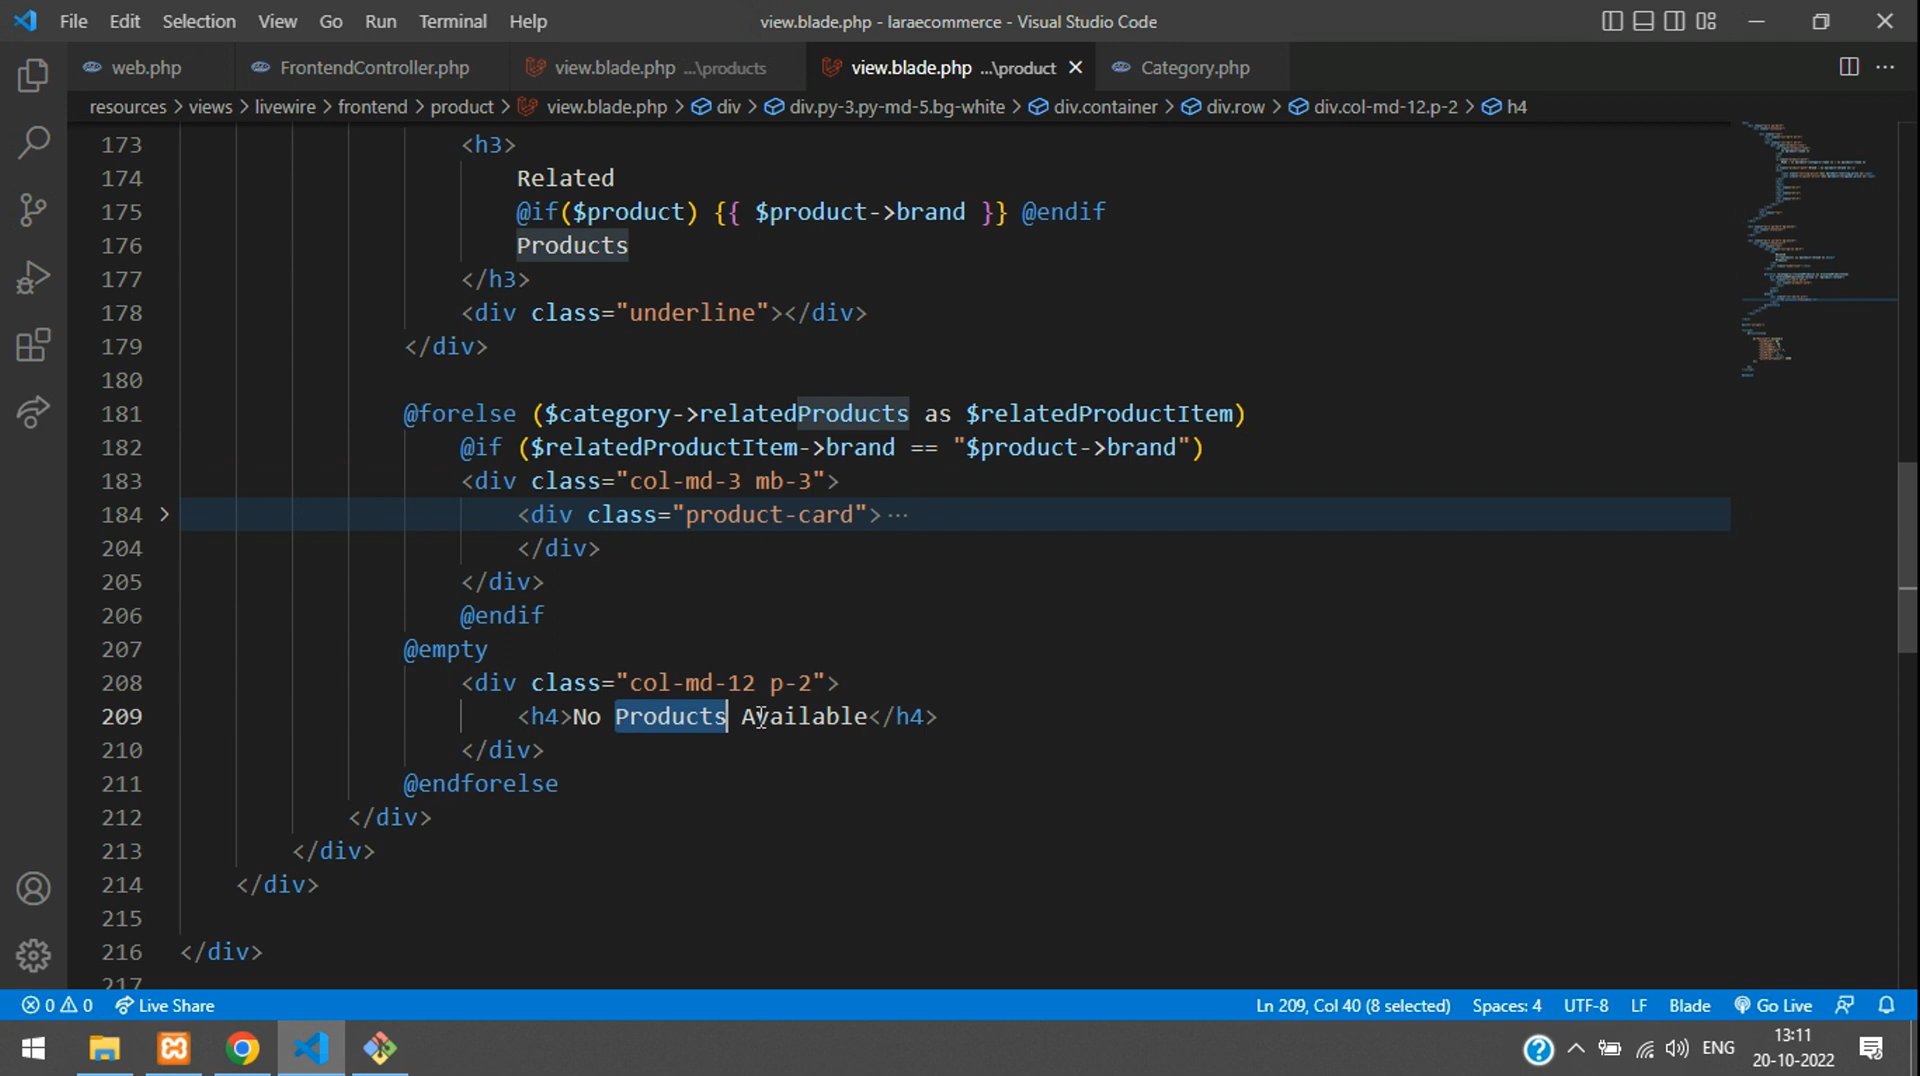 File Edit Selection View Go Run Terminal Help view.blade.php - laraecommerce - Visual Studio Code
web.php FrontendController.php view.blade.php ...\products view.blade.php ...\product Category.php
resources > views > livewire > frontend > product > view.blade.php > div > div.py-3.py-md-5.bg-white > div.container > div.row > div.col-md-12.p-2 > h4
173 <h3>
174 Related
175 @if($product) {{ $product->brand }} @endif
176 Products
177 </h3>
178 <div class="underline"></div>
179 </div>
180
181 @forelse ($category->relatedProducts as $relatedProductItem)
182 @if ($relatedProductItem->brand == "$product->brand")
183 <div class="col-md-3 mb-3">
184 <div class="product-card"> ...
204 </div>
205 </div>
206 @endif
207 @empty
208 <div class="col-md-12 p-2">
209 <h4>No Products Available</h4>
210 </div>
211 @endforelse
212 </div>
213 </div>
214 </div>
215
216 </div>
217
0 0 Live Share Ln 209, Col 40 (8 selected) Spaces: 4 UTF-8 LF Blade Go Live
ENG 13:11
20-10-2022